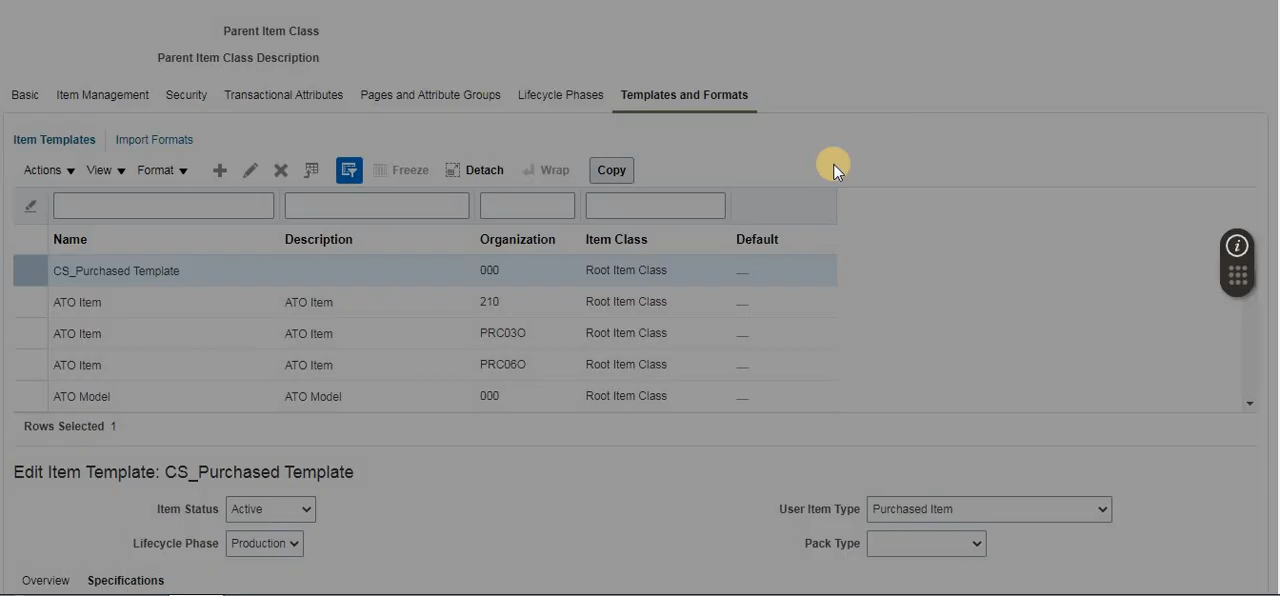 Parent Item Class
Parent Item Class Description
Basic Item Management Security Transactional Attributes Pages and Attribute Groups Lifecycle Phases Templates and Formats
Item Templates Import Formats
Actions View Format Freeze Detach Wrap Copy
Name Description Organization Item Class Default
CS_Purchased Template 000 Root Item Class
ATO Item ATO Item 210 Root Item Class
ATO Item ATO Item PRC03O Root Item Class
ATO Item ATO Item PRC06O Root Item Class
ATO Model ATO Model 000 Root Item Class
Rows Selected 1
Edit Item Template: CS_Purchased Template
Item Status Active User Item Type Purchased Item
Lifecycle Phase Production Pack Type
Overview Specifications